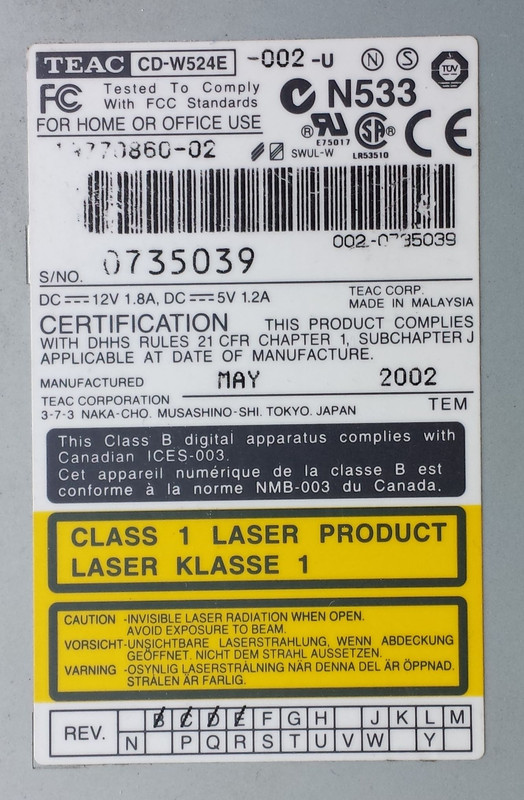 TEAC CD-W524E -002 -U N S TÜV
FC Tested To Comply
With FCC Standards
FOR HOME OR OFFICE USE
N533
® ® CE
E75017 LR53510
SWUL-W
002-0735039
S/NO. 0735039
DC 12V 1.8A, DC 5V 1.2A
TEAC CORP.
MADE IN MALAYSIA
CERTIFICATION THIS PRODUCT COMPLIES
WITH DHHS RULES 21 CFR CHAPTER 1, SUBCHAPTER J
APPLICABLE AT DATE OF MANUFACTURE.
MANUFACTURED MAY 2002
TEAC CORPORATION
3-7-3 NAKA-CHO. MUSASHINO-SHI. TOKYO. JAPAN TEM
This Class B digital apparatus complies with
Canadian ICES-003.
Cet appareil numérique de la classe B est
conforme à la norme NMB-003 du Canada.
CLASS 1 LASER PRODUCT
LASER KLASSE 1
CAUTION -INVISIBLE LASER RADIATION WHEN OPEN.
AVOID EXPOSURE TO BEAM.
VORSICHT-UNSICHTBARE LASERSTRAHLUNG, WENN ABDECKUNG
GEÖFFNET. NICHT DEM STRAHL AUSSETZEN.
VARNING -OSYNLIG LASERSTRÅLNING NÄR DENNA DEL ÄR ÖPPNAD.
STRÅLEN ÄR FARLIG.
REV. B C D E F G H J K L M
N P Q R S T U V W Y